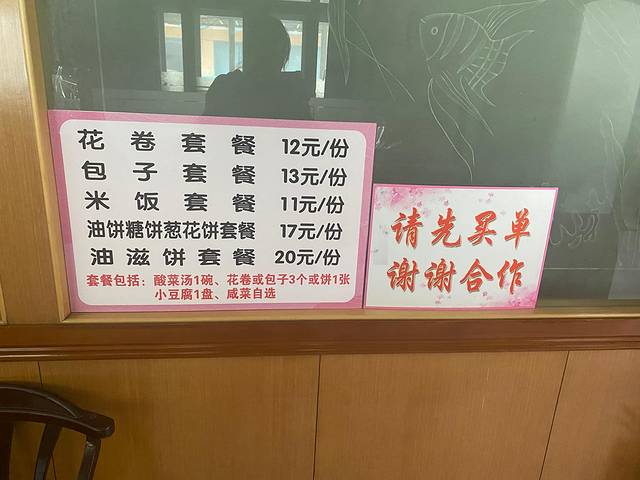 花卷套餐 12元/份
包子套餐 13元/份
米饭套餐 11元/份
油饼糖饼葱花饼套餐 17元/份
油滋饼套餐 20元/份
套餐包括：酸菜汤1碗、花卷或包子3个或饼1张
小豆腐1盘、咸菜自选
请先买单
谢谢合作